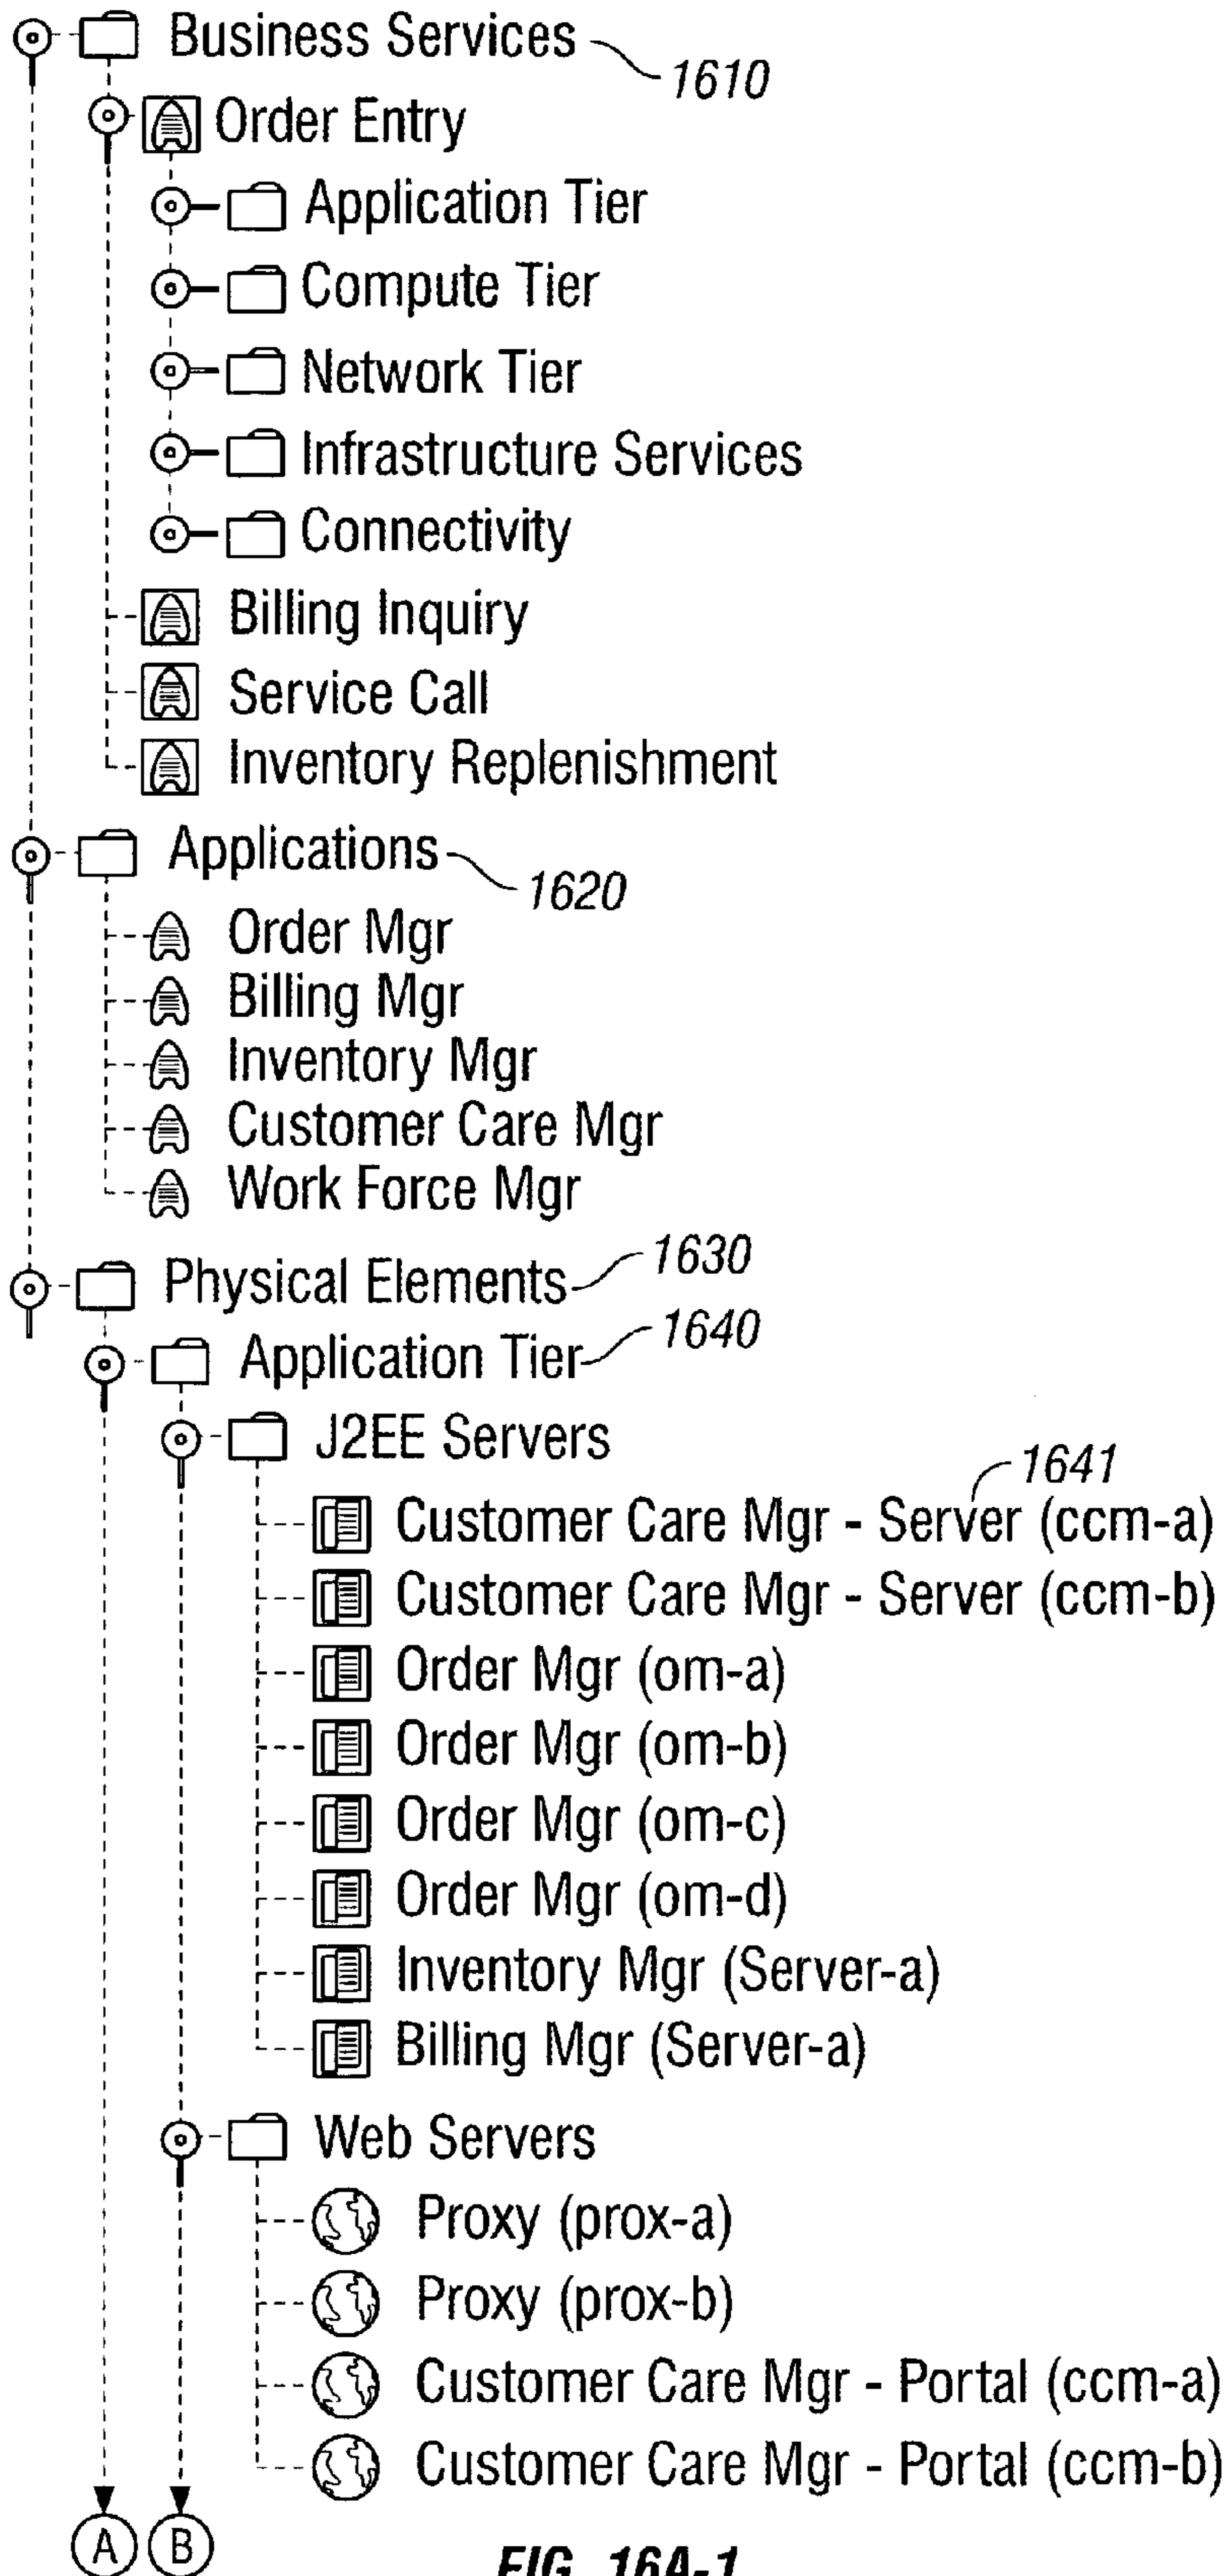 Business Services
1610
Order Entry
Application Tier
Compute Tier
Network Tier
Infrastructure Services
Connectivity
Billing Inquiry
Service Call
Inventory Replenishment
Applications
1620
Order Mgr
Billing Mgr
Inventory Mgr
Customer Care Mgr
Work Force Mgr
1630
Physical Elements
1640
Application Tier
J2EE Servers
1641
Customer Care Mgr - Server (ccm-a)
Customer Care Mgr - Server (ccm-b)
Order Mgr (om-a)
Order Mgr (om-b)
Order Mgr (om-c)
Order Mgr (om-d)
Inventory Mgr (Server-a)
Billing Mgr (Server-a)
Web Servers
Proxy (prox-a)
Proxy (prox-b)
Customer Care Mgr - Portal (ccm-a)
Customer Care Mgr - Portal (ccm-b)
A B
FIG. 16A-1